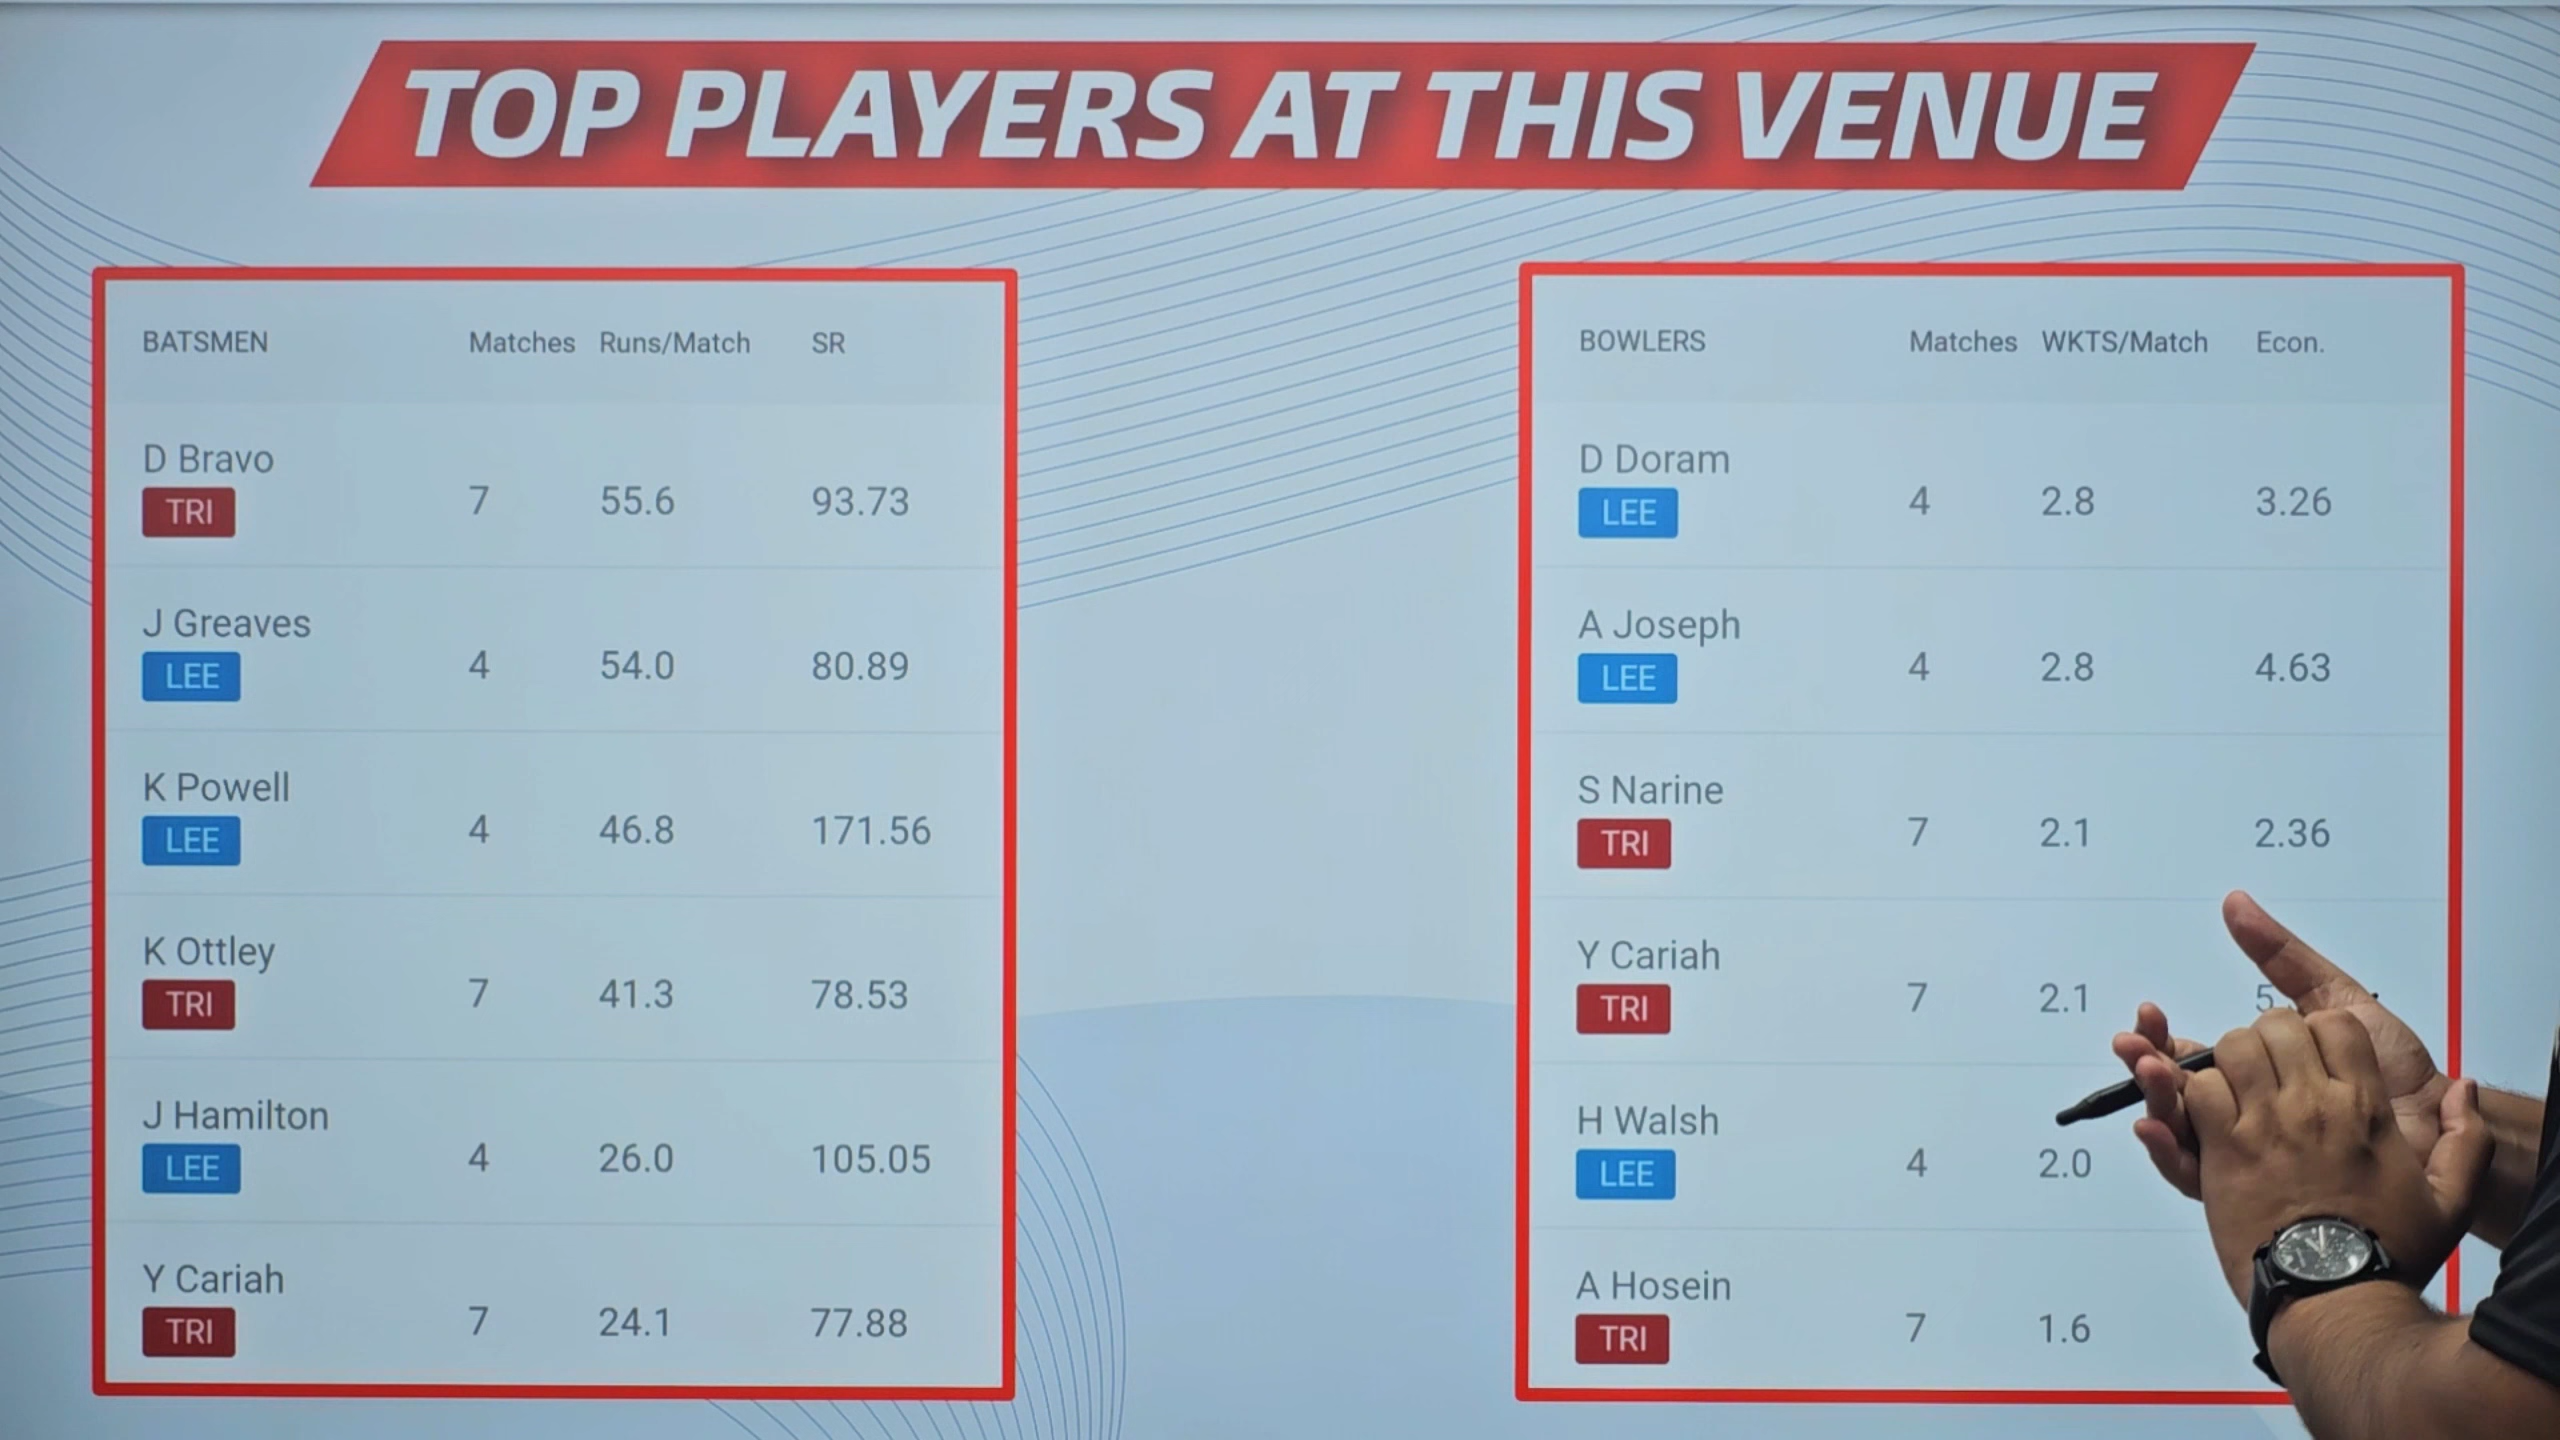 TOP PLAYERS AT THIS VENUE
BATSMEN Matches Runs/Match SR
D Bravo
TRI 7 55.6 93.73
J Greaves
LEE 4 54.0 80.89
K Powell
LEE 4 46.8 171.56
K Ottley
TRI 7 41.3 78.53
J Hamilton
LEE 4 26.0 105.05
Y Cariah
TRI 7 24.1 77.88
BOWLERS Matches WKTS/Match Econ.
D Doram
LEE 4 2.8 3.26
A Joseph
LEE 4 2.8 4.63
S Narine
TRI 7 2.1 2.36
Y Cariah
TRI 7 2.1
H Walsh
LEE 4 2.0
A Hosein
TRI 7 1.6